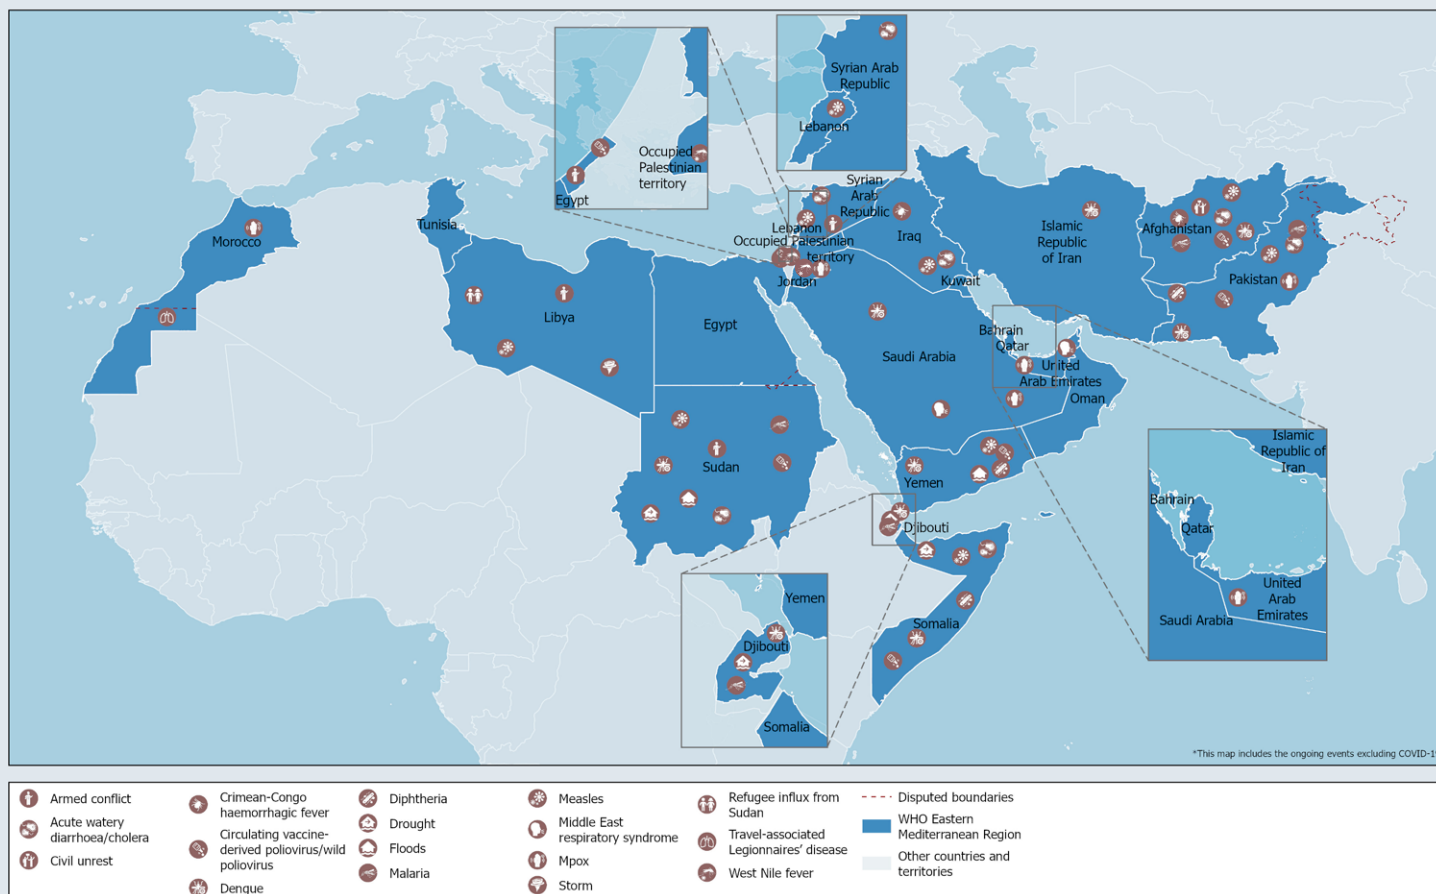 Syrian Arab
Republic
Lebanon
Occupied
Palestinian
territory
Egypt
Syrian
Arab
Republic
Lebanon
Occupied Palestinian
territory
Jordan
Iraq
Kuwait
Islamic
Republic
of Iran
Afghanistan
Pakistan
Morocco
Tunisia
Libya
Egypt
Saudi Arabia
Bahrain
Qatar
United
Arab Emirates
Oman
Sudan
Yemen
Djibouti
Somalia
Islamic
Republic of
Iran
Bahrain
Qatar
United
Arab
Emirates
Saudi Arabia
Yemen
Djibouti
Somalia
*This map includes the ongoing events excluding COVID-1
Armed conflict
Acute watery
diarrhoea/cholera
Civil unrest
Crimean-Congo
haemorrhagic fever
Circulating vaccine-
derived poliovirus/wild
poliovirus
Dengue
Diphtheria
Drought
Floods
Malaria
Measles
Middle East
respiratory syndrome
Mpox
Storm
Refugee influx from
Sudan
Travel-associated
Legionnaires' disease
West Nile fever
Disputed boundaries
WHO Eastern
Mediterranean Region
Other countries and
territories